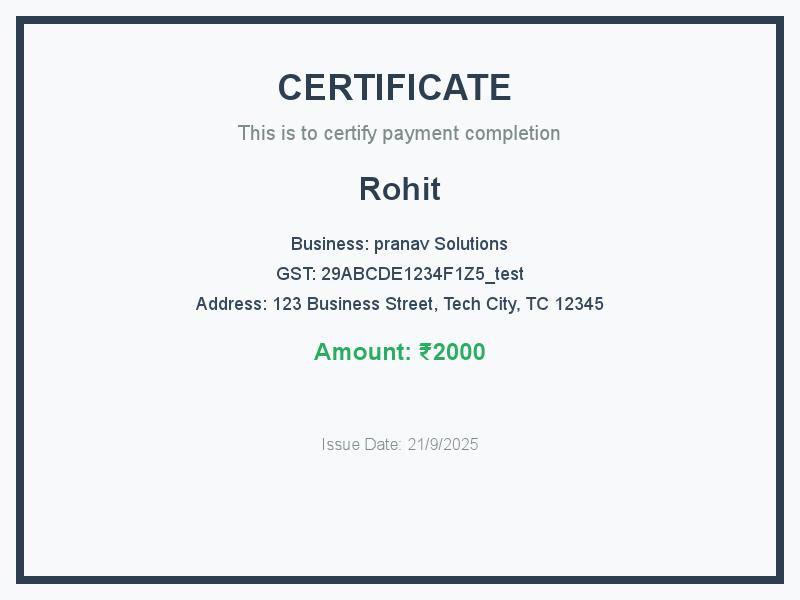 CERTIFICATE
This is to certify payment completion
Rohit
Business: pranav Solutions
GST: 29ABCDE1234F1Z5_test
Address: 123 Business Street, Tech City, TC 12345
Amount: ₹2000
Issue Date: 21/9/2025